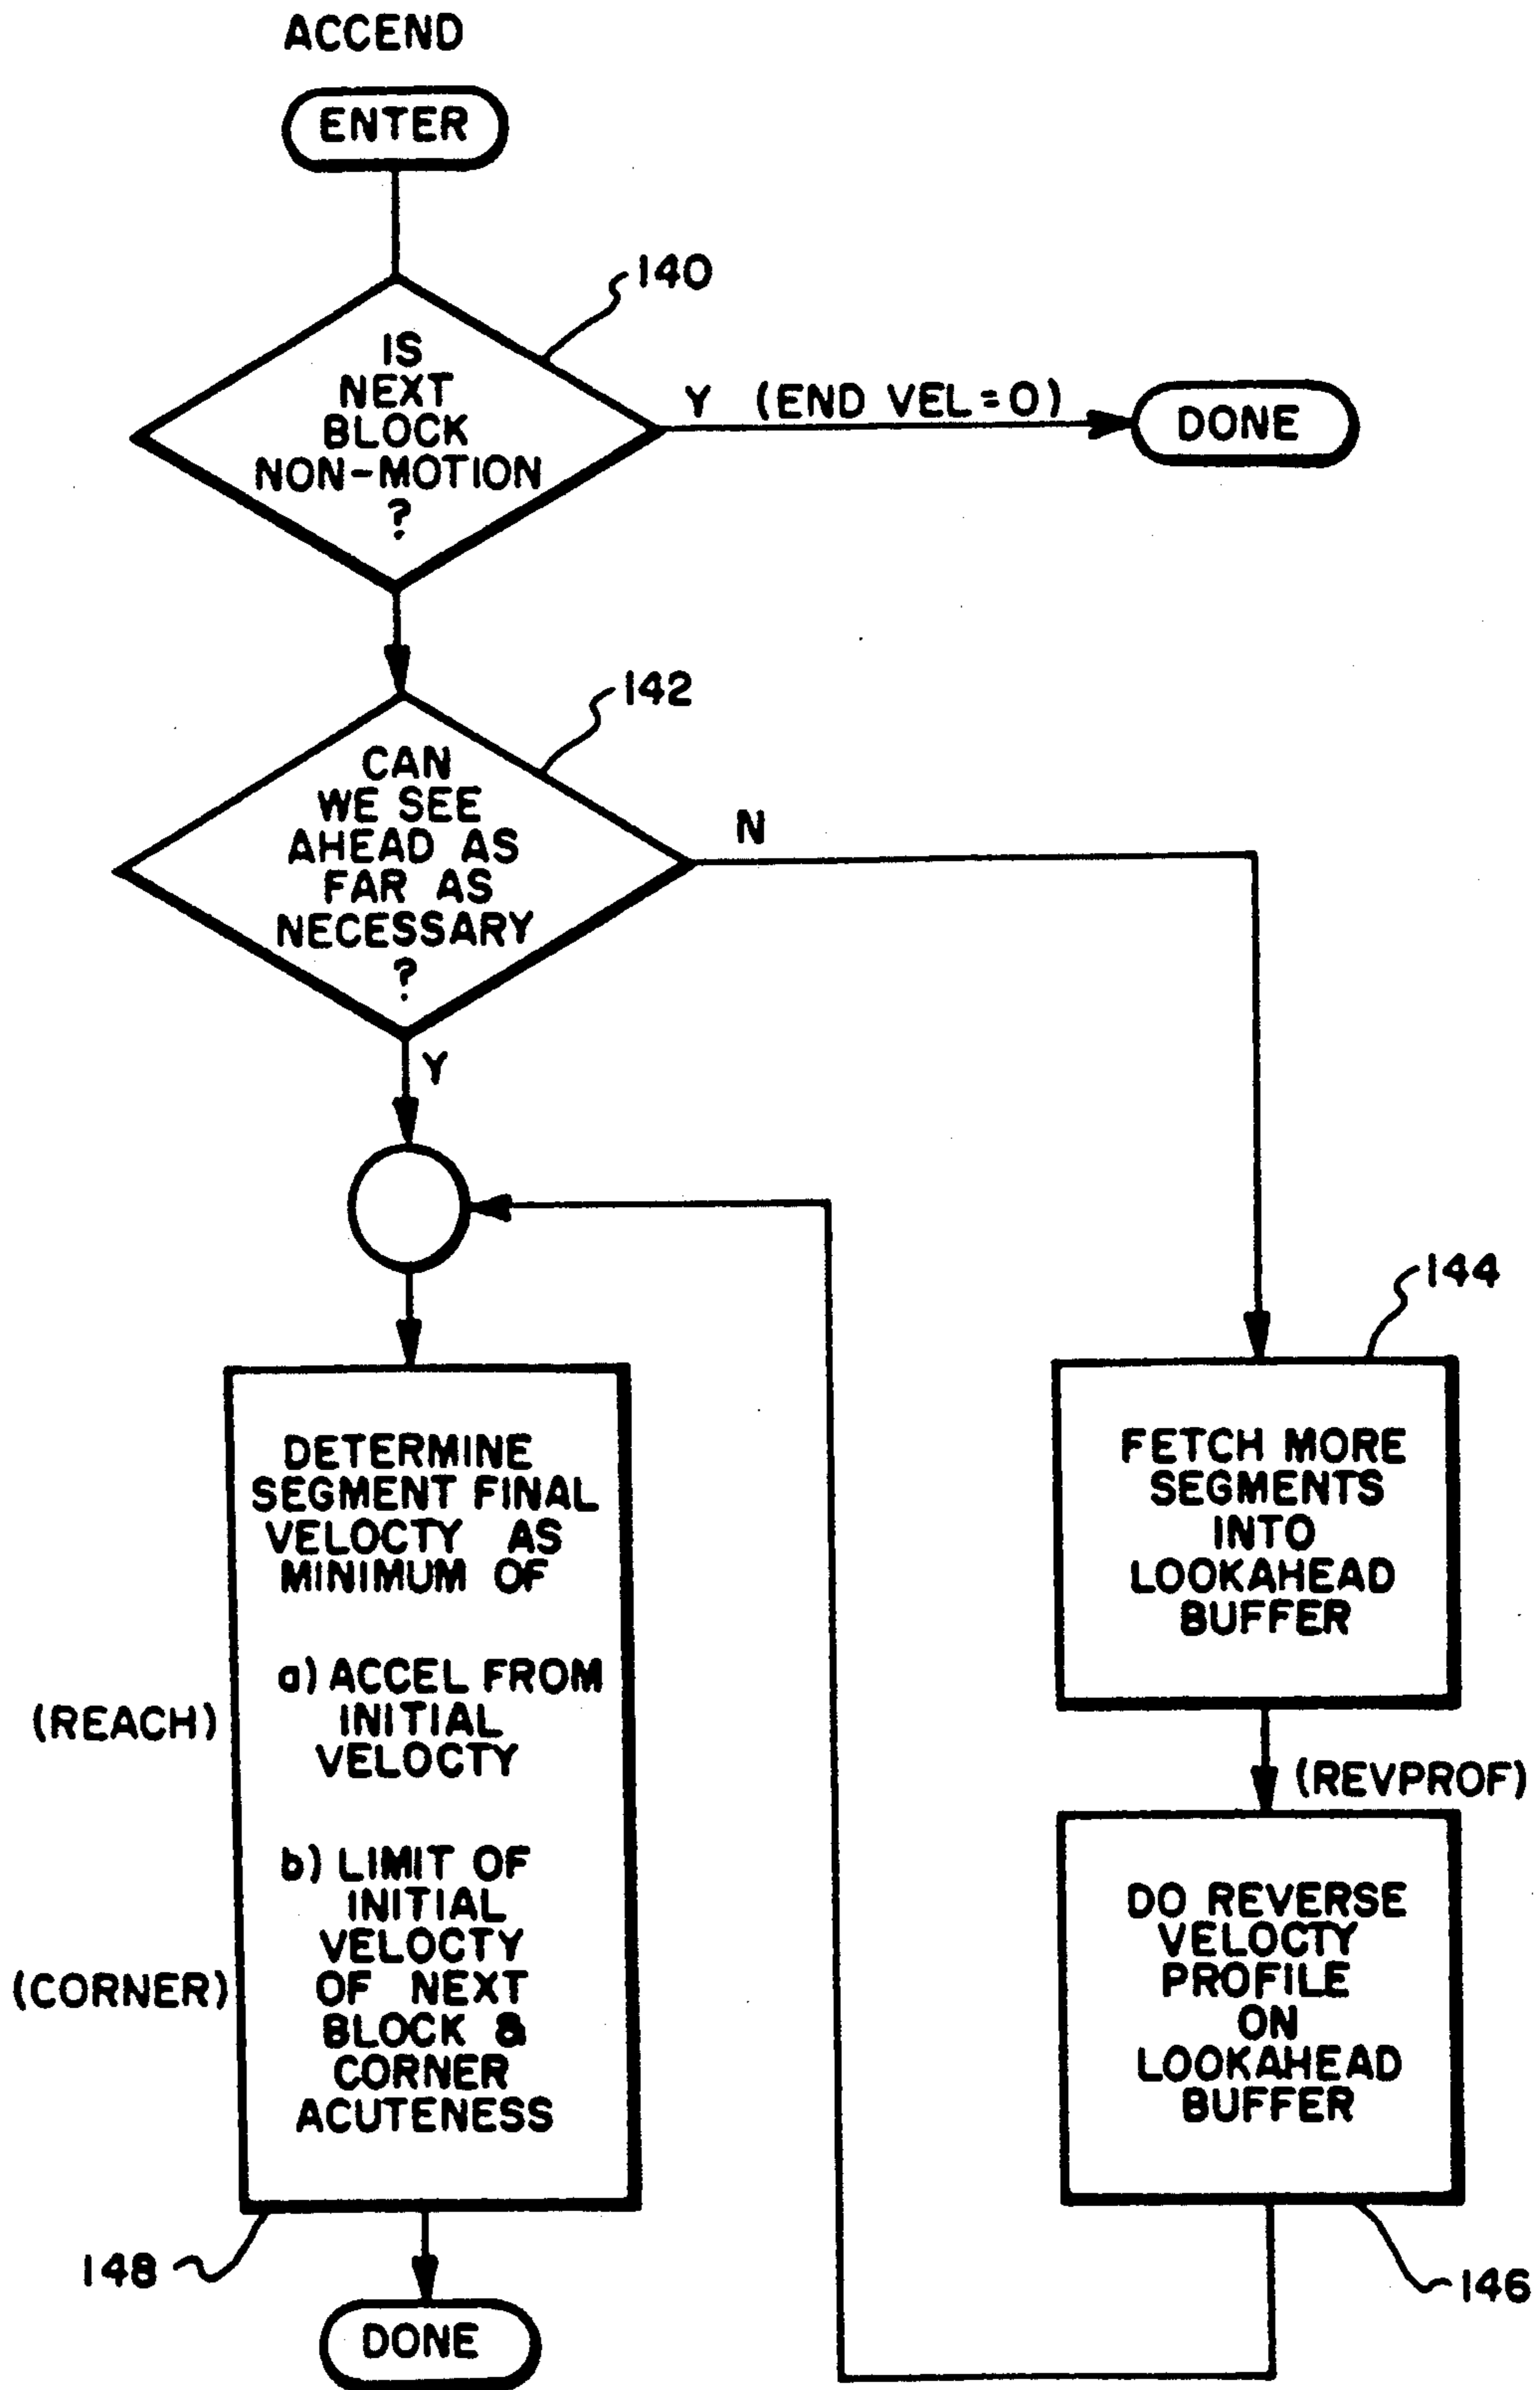 ACCEND
ENTER
140
IS
NEXT
BLOCK
NON-MOTION
?
Y (END VEL=0)
DONE
142
CAN
WE SEE
AHEAD AS
FAR AS
NECESSARY
?
N
Y
144
DETERMINE
SEGMENT FINAL
VELOCTY AS
MINIMUM OF
(REACH)
a) ACCEL FROM
INITIAL
VELOCTY
(CORNER)
b) LIMIT OF
INITIAL
VELOCTY
OF NEXT
BLOCK &
CORNER
ACUTENESS
148
DONE
FETCH MORE
SEGMENTS
INTO
LOOKAHEAD
BUFFER
(REVPROF)
DO REVERSE
VELOCTY
PROFILE
ON
LOOKAHEAD
BUFFER
146